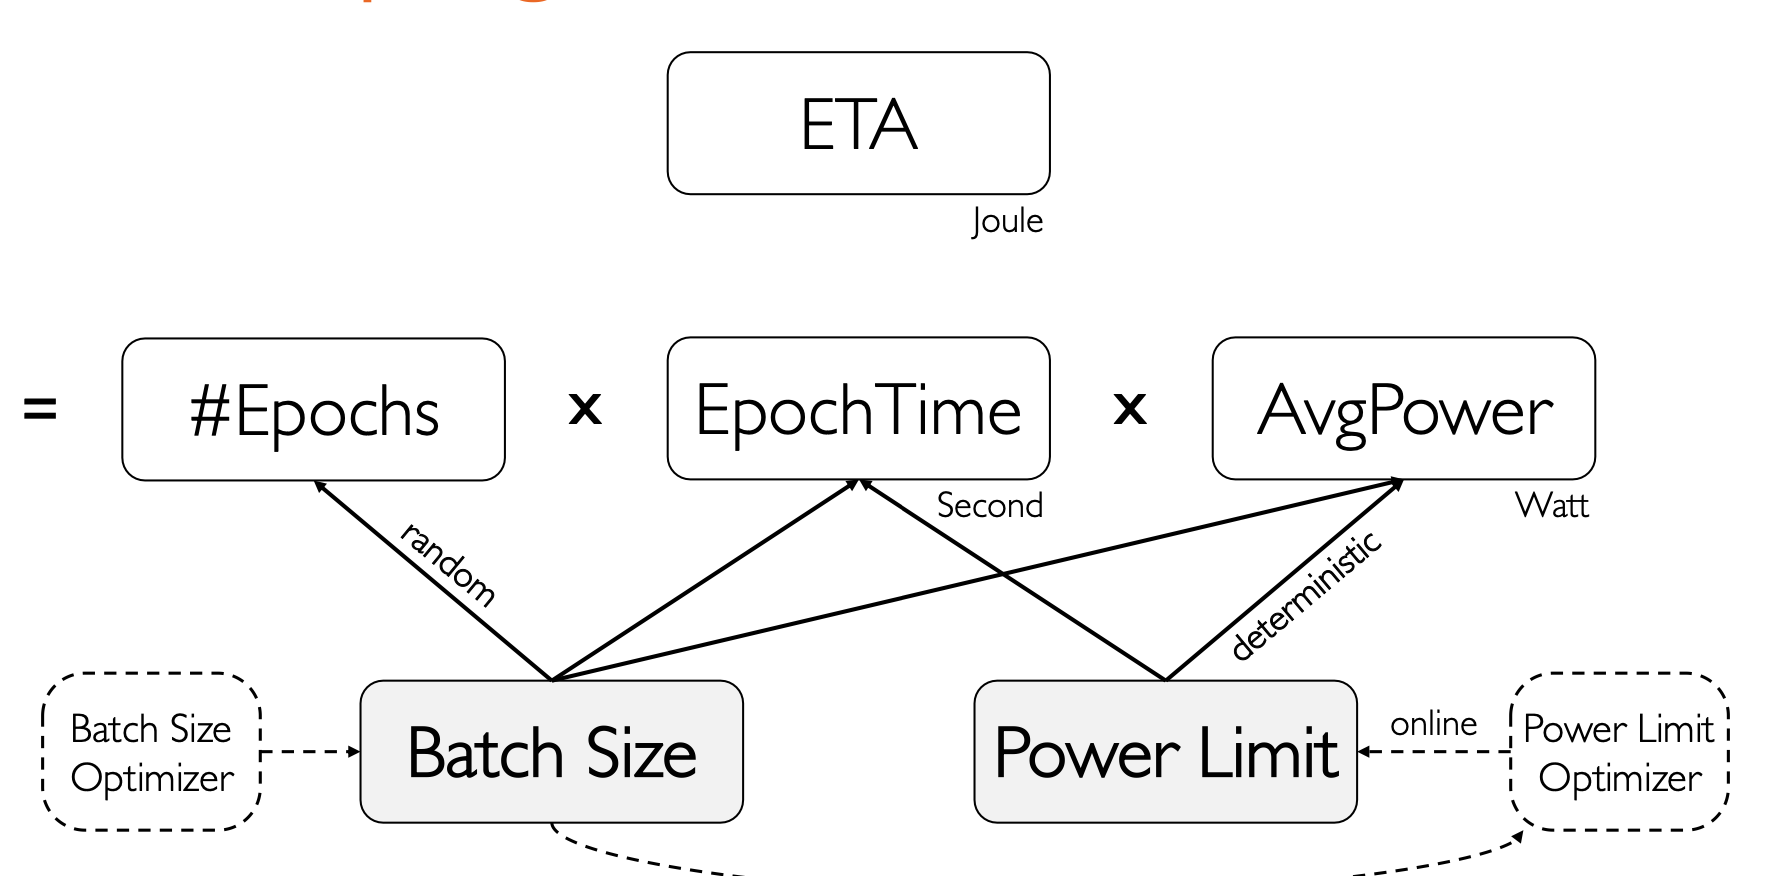 ETA
Joule
= #Epochs x EpochTime x AvgPower
Second
Watt
random
deterministic
Batch Size
Optimizer
Batch Size
Power Limit
online
Power Limit
Optimizer